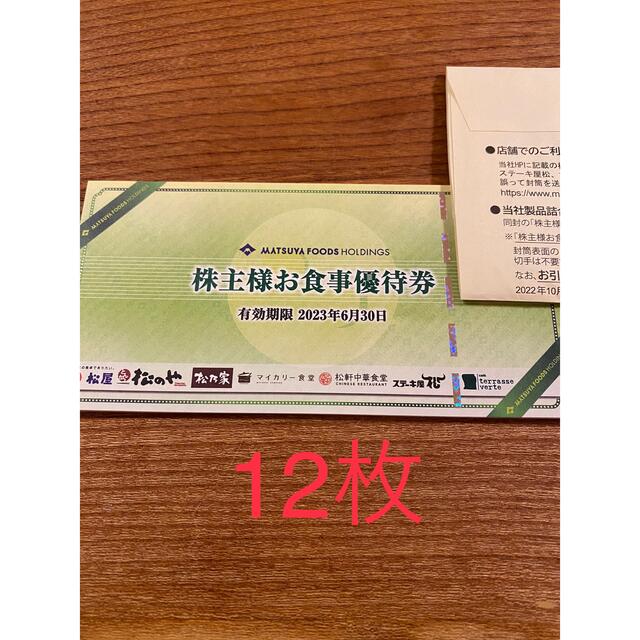 ●店舗でのご利
当社HPに記載の
ステーキ屋松、
誤って封筒を送
https://www.m
●当社製品詰合
同封の「株主様
※「株主様お食
封筒表面の
切手は不要
なお、お引
2022年10月
MATSUYA FOODS HOLDINGS
MATSUYA FOODS HOLDINGS
株主様お食事優待券
有効期限 2023年6月30日
松屋 松のや 松乃家 マイカリー食堂 松軒中華食堂 CHINESE RESTAURANT ステーキ屋松 cafe terrasse verte
MATSUYA FOODS HOLDINGS
12枚